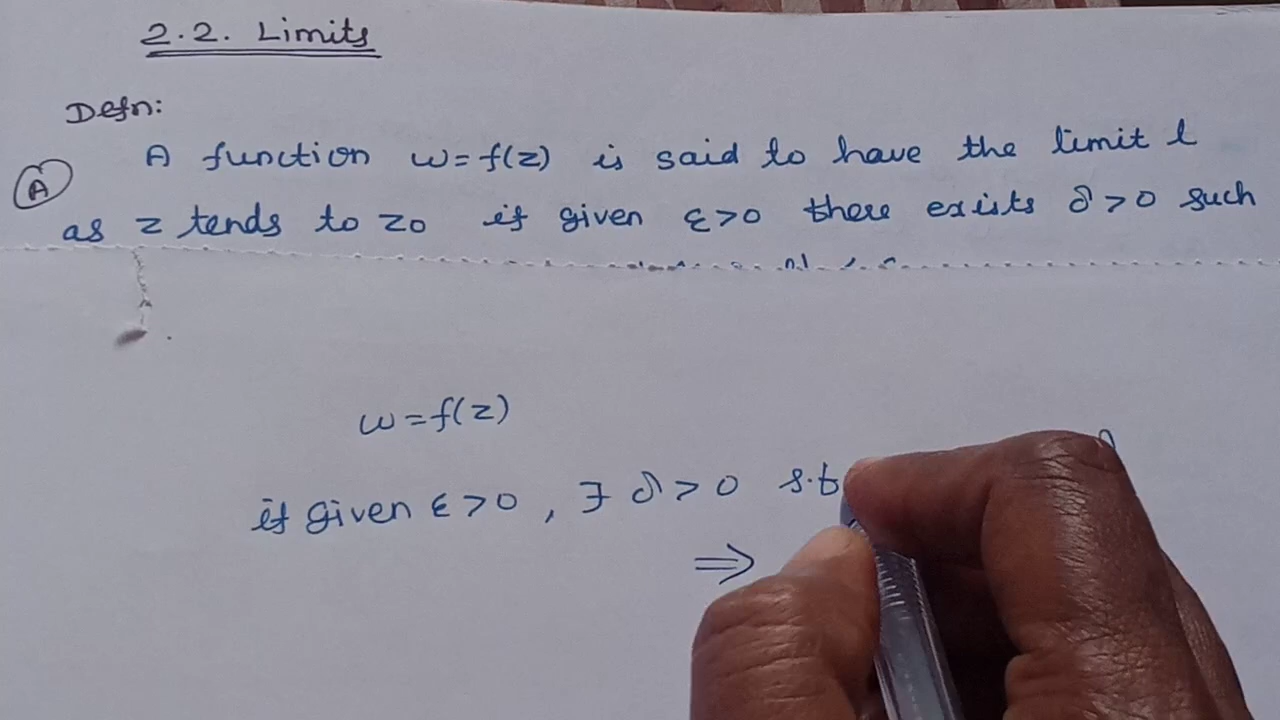 2.2. Limits
Defn:
A function w=f(z) is said to have the limit l
(A)
as z tends to z0 if given ε>0 there exists δ>0 such
w=f(z)
if given ε>0, ∃ δ>0 s.t
⇒